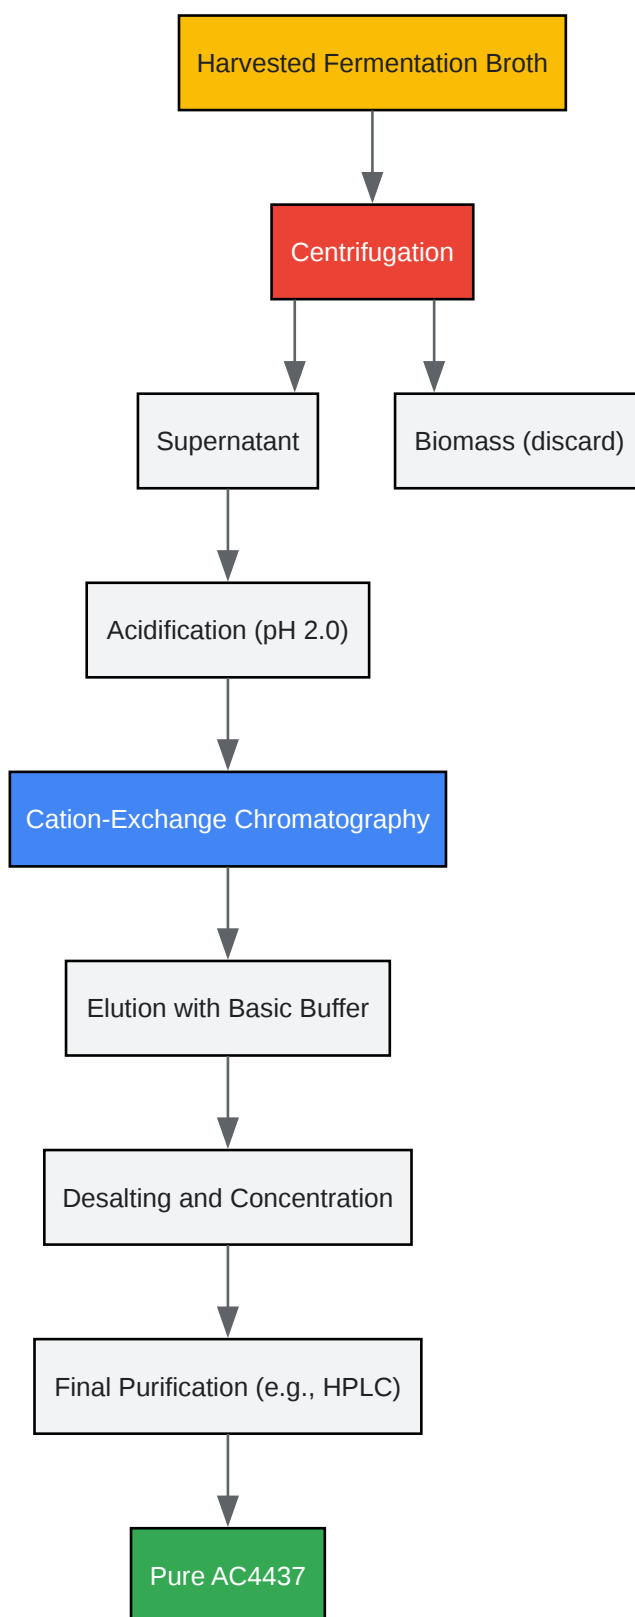 Harvested Fermentation Broth
Centrifugation
Supernatant
Biomass (discard)
Acidification (pH 2.0)
Cation-Exchange Chromatography
Elution with Basic Buffer
Desalting and Concentration
Final Purification (e.g., HPLC)
Pure AC4437